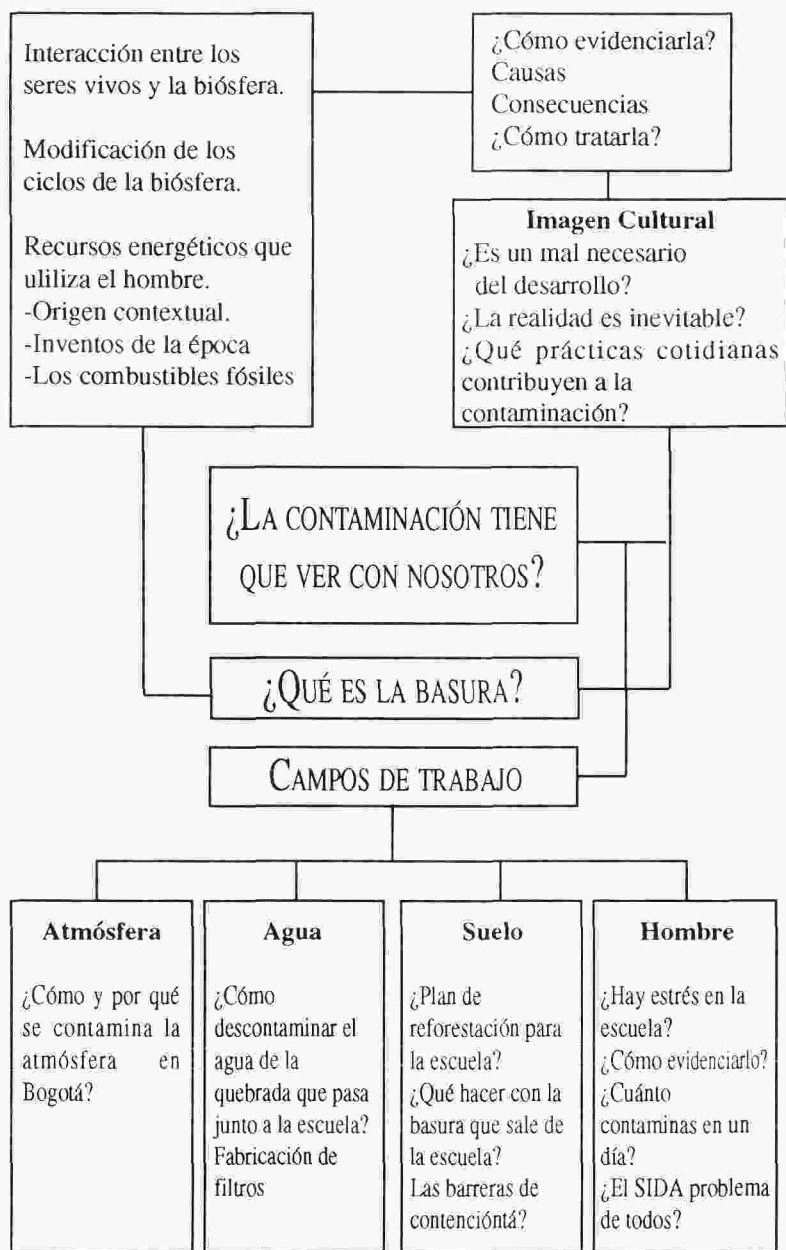 Interacción entre los
seres vivos y la biósfera.
Modificación de los
ciclos de la biósfera.
Recursos energéticos que
uliliza el hombre.
-Origen contextual.
-Inventos de la época
-Los combustibles fósiles
¿Cómo evidenciarla?
Causas
Consecuencias
¿Cómo tratarla?
Imagen Cultural
¿Es un mal necesario
del desarrollo?
¿La realidad es inevitable?
¿Qué prácticas cotidianas
contribuyen a la
contaminación?
¿LA CONTAMINACIÓN TIENE
QUE VER CON NOSOTROS?
¿QUÉ ES LA BASURA?
CAMPOS DE TRABAJO
Atmósfera
¿Cómo y por qué
se contamina la
atmósfera en
Bogotá?
Agua
¿Cómo
descontaminar el
agua de la
quebrada que pasa
junto a la escuela?
Fabricación de
filtros
Suelo
¿Plan de
reforestación para
la escuela?
¿Qué hacer con la
basura que sale de
la escuela?
Las barreras de
contencióntá?
Hombre
¿Hay estrés en la
escuela?
¿Cómo evidenciarlo?
¿Cuánto
contaminas en un
día?
¿El SIDA problema
de todos?